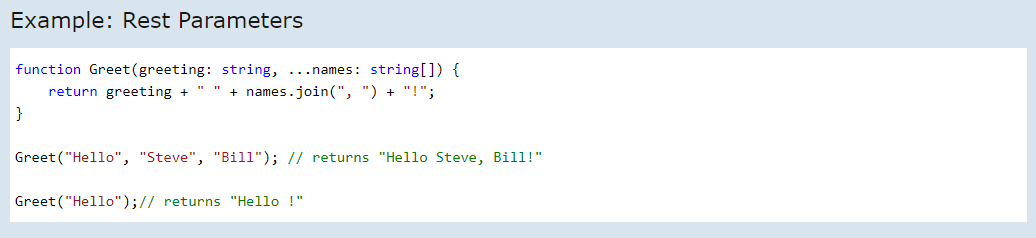 Example: Rest Parameters
function Greet(greeting: string, ...names: string[]) {
    return greeting + " " + names.join(", ") + "!";
}
Greet("Hello", "Steve", "Bill"); // returns "Hello Steve, Bill!"
Greet("Hello");// returns "Hello !"